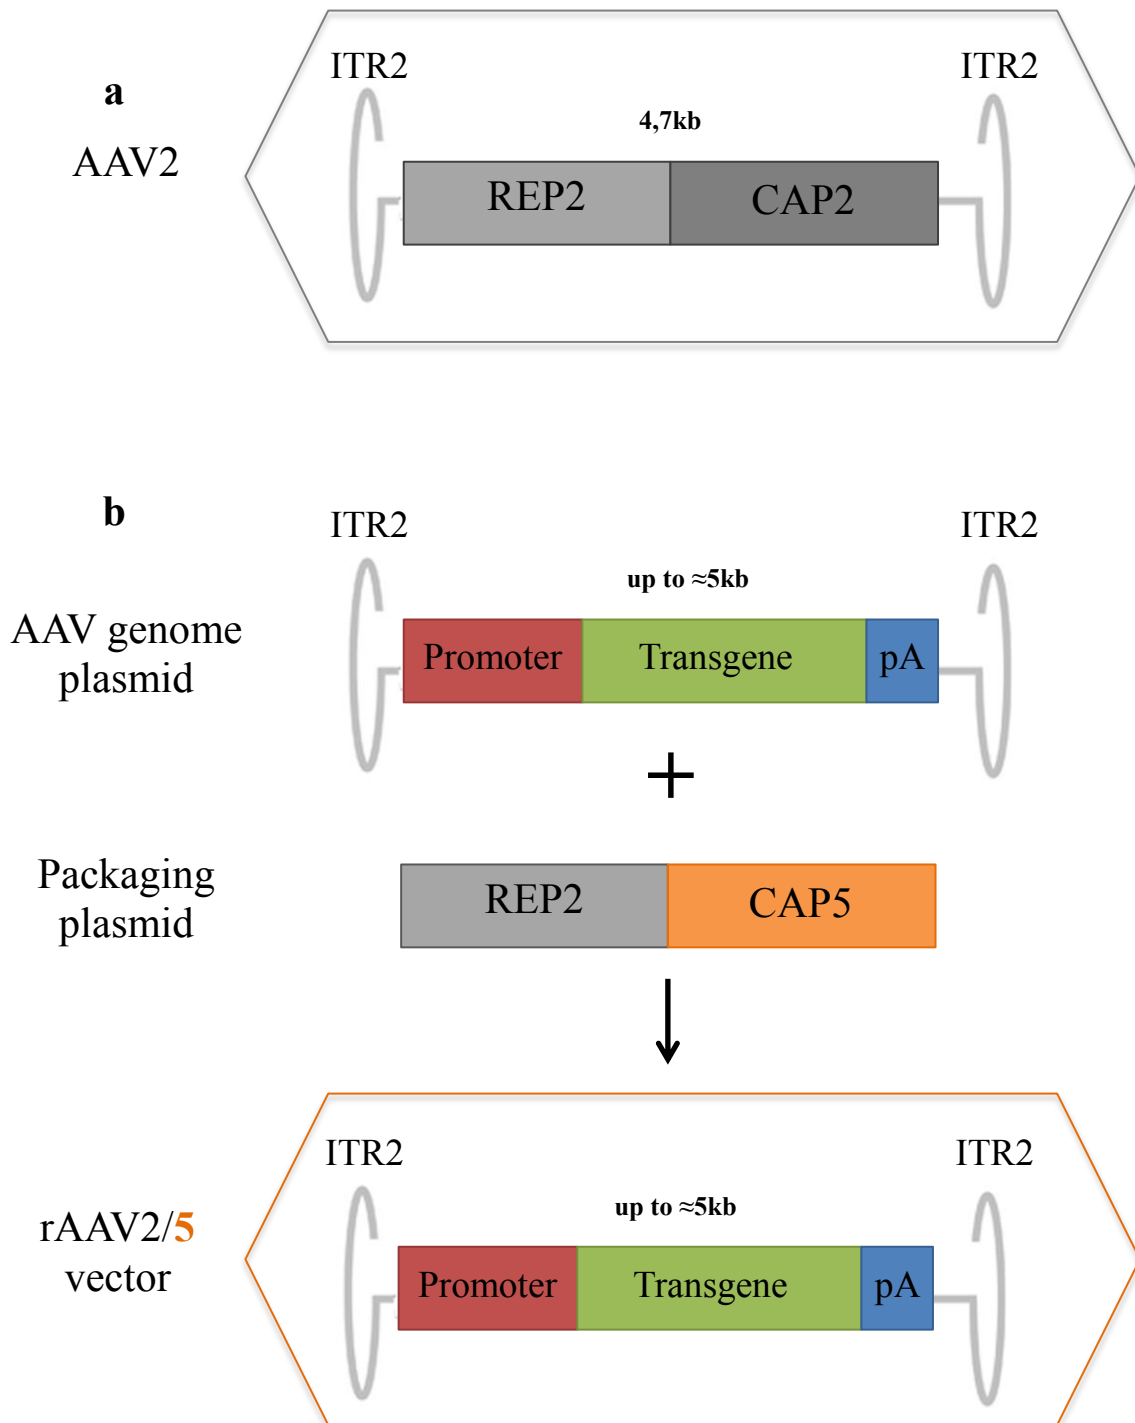 a
AAV2
ITR2
ITR2
4,7kb
REP2
CAP2
b
AAV genome
plasmid
ITR2
ITR2
up to ≈5kb
Promoter
Transgene
pA
+
Packaging
plasmid
REP2
CAP5
rAAV2/5
vector
ITR2
ITR2
up to ≈5kb
Promoter
Transgene
pA